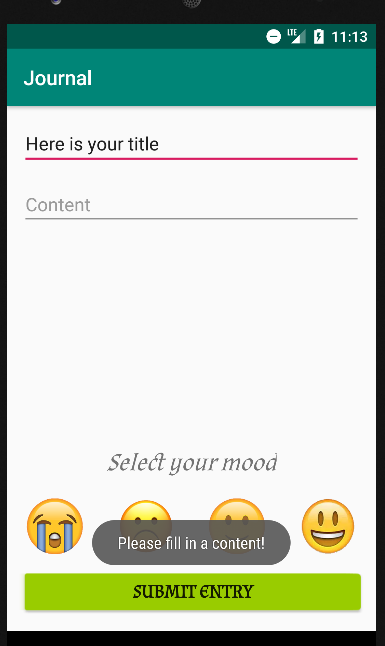 LTE 11:13
Journal
Here is your title
Content
Select your mood
Please fill in a content!
SUBMIT ENTRY